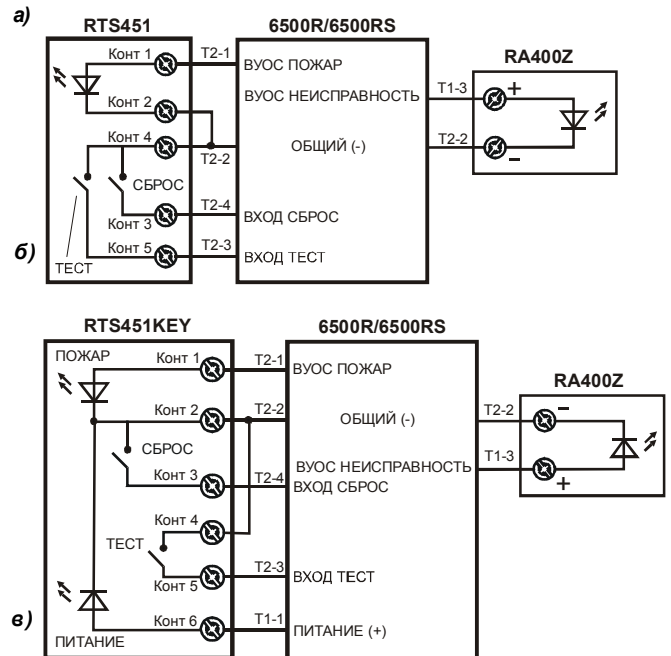 а)
RTS451
6500R/6500RS
RA400Z
Конт 1
T2-1
ВУОС ПОЖАР
ВУОС НЕИСПРАВНОСТЬ
T1-3
+
Конт 2
Конт 4
T2-2
ОБЩИЙ (-)
T2-2
-
СБРОС
Конт 3
T2-4
ВХОД СБРОС
Конт 5
T2-3
ВХОД ТЕСТ
ТЕСТ
б)
RTS451KEY
6500R/6500RS
RA400Z
ПОЖАР
Конт 1
T2-1
ВУОС ПОЖАР
Конт 2
T2-2
ОБЩИЙ (-)
T2-2
-
СБРОС
ВУОС НЕИСПРАВНОСТЬ
T1-3
+
Конт 3
T2-4
ВХОД СБРОС
Конт 4
ТЕСТ
Конт 5
T2-3
ВХОД ТЕСТ
Конт 6
T1-1
ПИТАНИЕ (+)
в)
ПИТАНИЕ